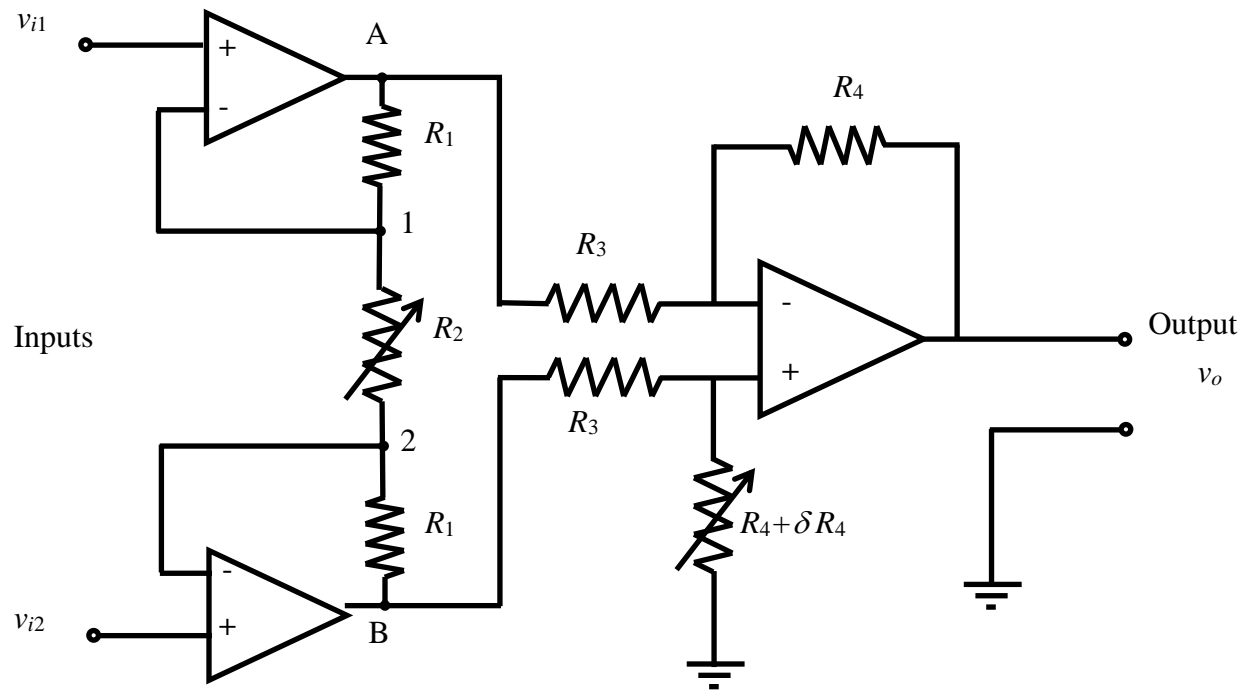 vi1
+
A
-
R4
R1
1
R3
-
Inputs
R2
Output
+
vo
R3
2
R1
R4+δR4
-
vi2
+
B